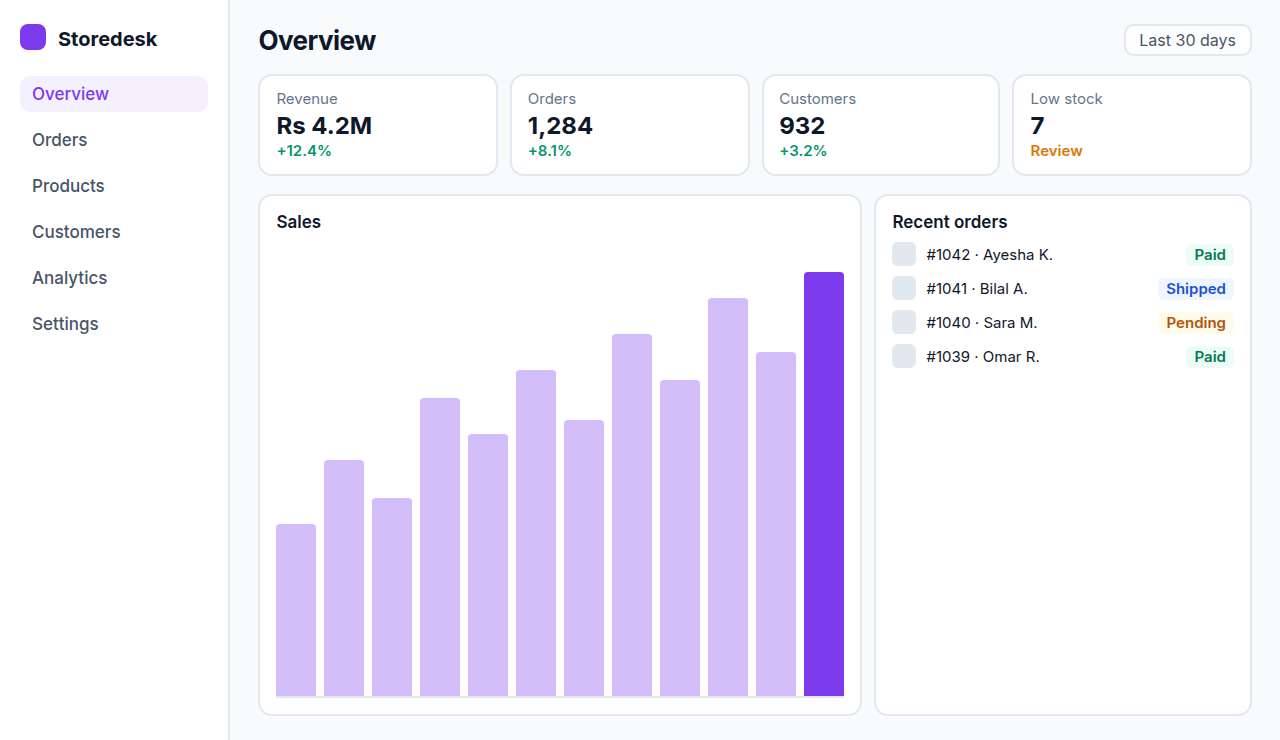 Storedesk
Overview
Orders
Products
Customers
Analytics
Settings
Overview
Last 30 days
Revenue
Rs 4.2M
+12.4%
Orders
1,284
+8.1%
Customers
932
+3.2%
Low stock
7
Review
Sales
Recent orders
#1042 · Ayesha K. Paid
#1041 · Bilal A. Shipped
#1040 · Sara M. Pending
#1039 · Omar R. Paid